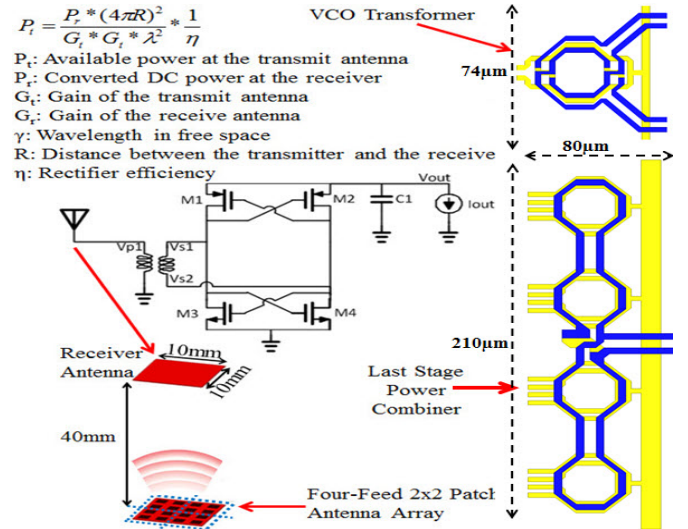 P_t = P_r * (4πR)² / G_t * G_t * λ² * 1/η
P_t: Available power at the transmit antenna
P_r: Converted DC power at the receiver
G_t: Gain of the transmit antenna
G_r: Gain of the receive antenna
γ: Wavelength in free space
R: Distance between the transmitter and the receive
η: Rectifier efficiency
VCO Transformer
74μm
80μm
Vout
M1
M2
C1
Iout
Vp1
Vs1
Vs2
M3
M4
210μm
Receiver
Antenna
10mm
10mm
Last Stage
Power
Combiner
40mm
Four-Feed 2x2 Patch
Antenna Array